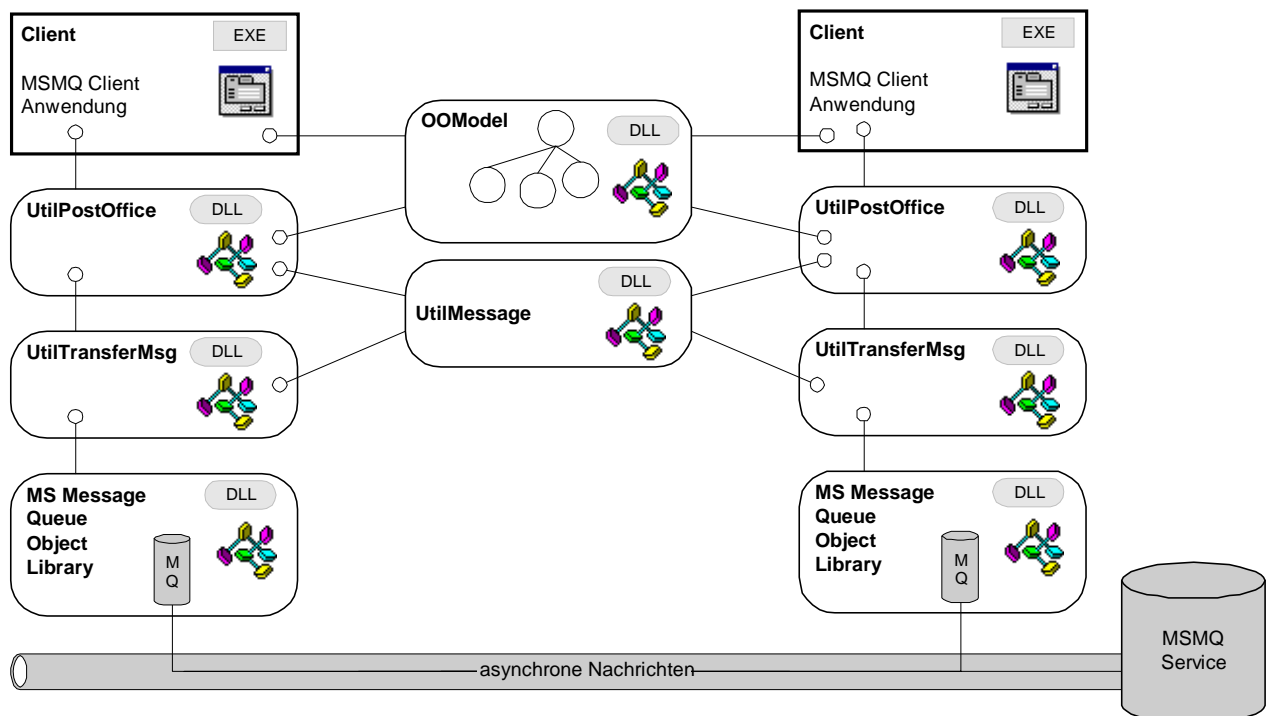 Client
EXE
MSMQ Client
Anwendung
UtilPostOffice
DLL
UtilTransferMsg
DLL
MS Message
Queue
Object
Library
DLL
M
Q
OOModel
DLL
UtilMessage
DLL
Client
EXE
MSMQ Client
Anwendung
UtilPostOffice
DLL
UtilTransferMsg
DLL
MS Message
Queue
Object
Library
DLL
M
Q
asynchrone Nachrichten
MSMQ
Service